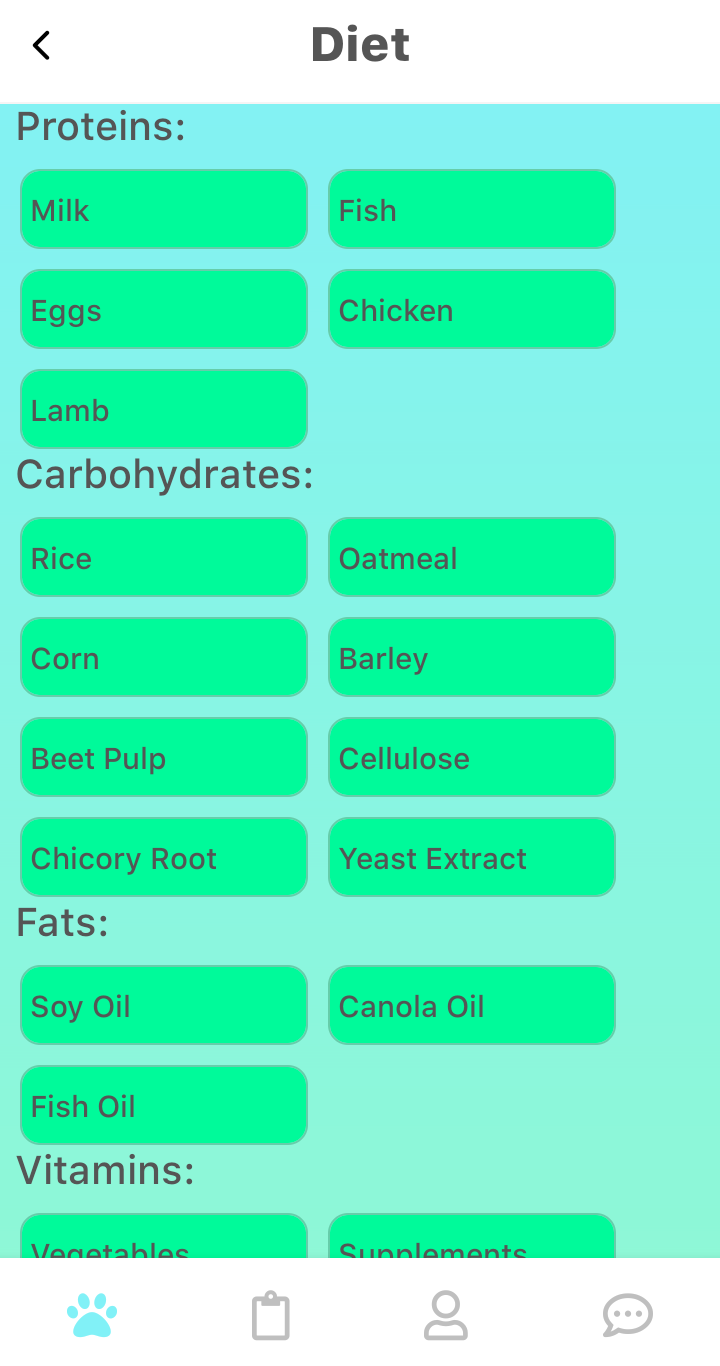 Diet
Proteins:
Milk
Fish
Eggs
Chicken
Lamb
Carbohydrates:
Rice
Oatmeal
Corn
Barley
Beet Pulp
Cellulose
Chicory Root
Yeast Extract
Fats:
Soy Oil
Canola Oil
Fish Oil
Vitamins:
Vegetables
Supplements